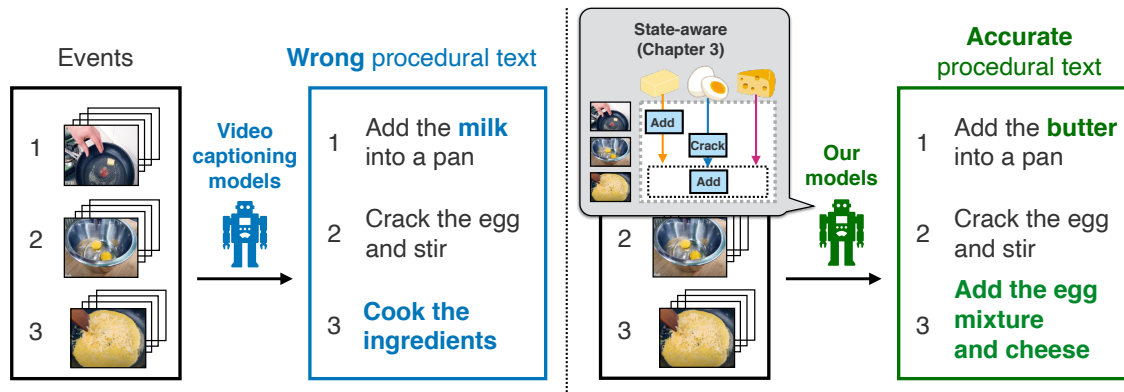 Events
Wrong procedural text
1
2
3
Video
captioning
models
1
Add the milk
into a pan
2
Crack the egg
and stir
3
Cook the
ingredients
State-aware
(Chapter 3)
Add
Crack
Add
2
3
Our
models
Accurate
procedural text
1
Add the butter
into a pan
2
Crack the egg
and stir
3
Add the egg
mixture
and cheese